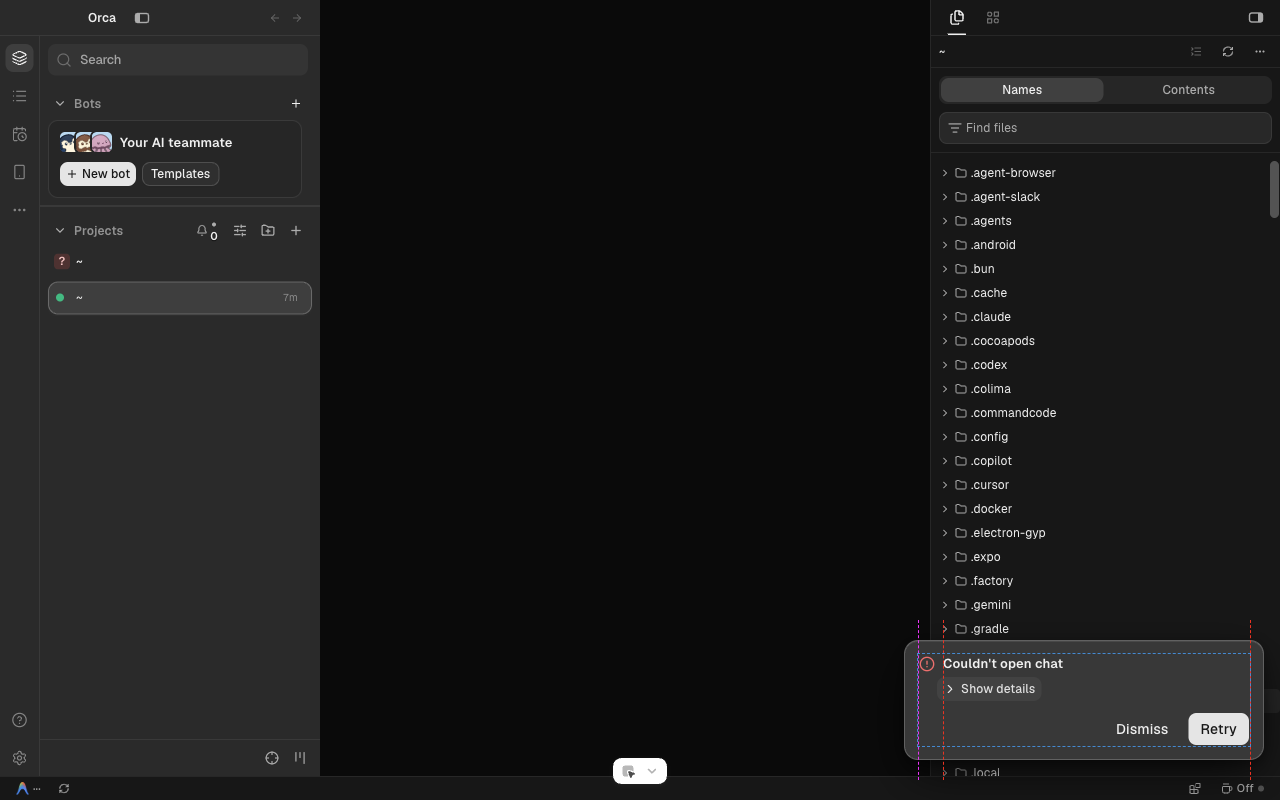 Orca
Search
Bots
Your AI teammate
New bot
Templates
Projects
0
? ~
~ 7m
~
Names
Contents
Find files
.agent-browser
.agent-slack
.agents
.android
.bun
.cache
.claude
.cocoapods
.codex
.colima
.commandcode
.config
.copilot
.cursor
.docker
.electron-gyp
.expo
.factory
.gemini
.gradle
Couldn't open chat
Show details
Dismiss
Retry
.local
Off